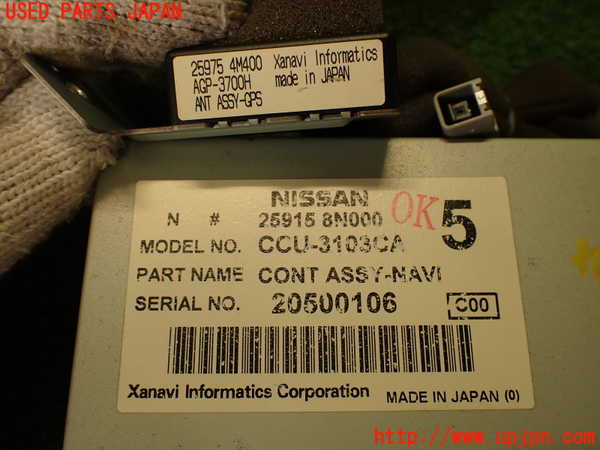 USED PARTS JAPAN
25975 4M400 Xanavi Informatics
AGP-3700H made in JAPAN
ANT ASSY-GPS
NISSAN
N # 25915 8N000 OK 5
MODEL NO. CCU-3103CA
PART NAME CONT ASSY-NAVI
SERIAL NO. 20500106 C00
Xanavi Informatics Corporation MADE IN JAPAN (0)
http://www.upjpn.com/